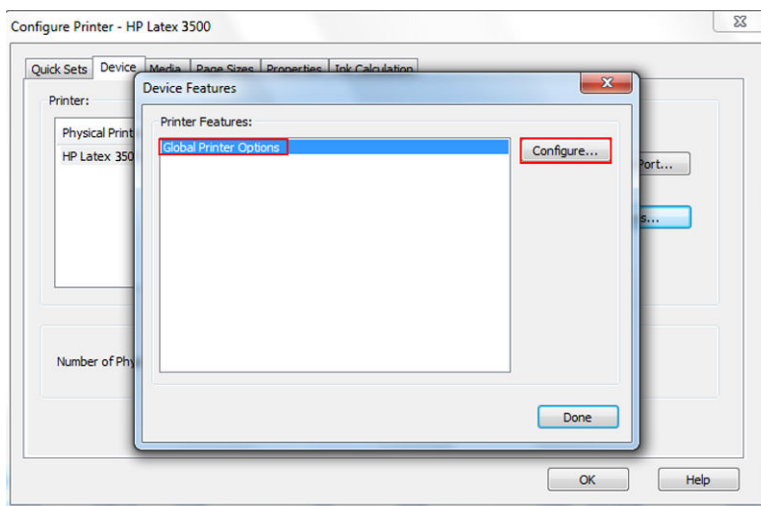 Configure Printer - HP Latex 3500
Quick Sets Device Media Page Sizes Properties Ink Calculation
Device Features
Printer:
Printer Features:
Physical Print
Global Printer Options
Configure...
HP Latex 350
Port...
s...
Number of Phy
Done
OK Help